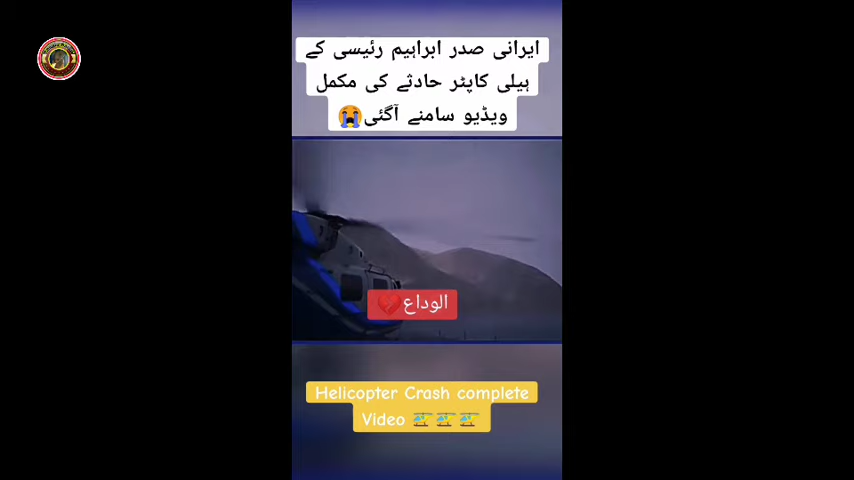 ایرانی صدر ابراہیم رئیسی کے
ہیلی کاپٹر حادثے کی مکمل
ویڈیو سامنے آگئی😭
الوداع💔
Helicopter Crash complete
Video 🚁🚁🚁